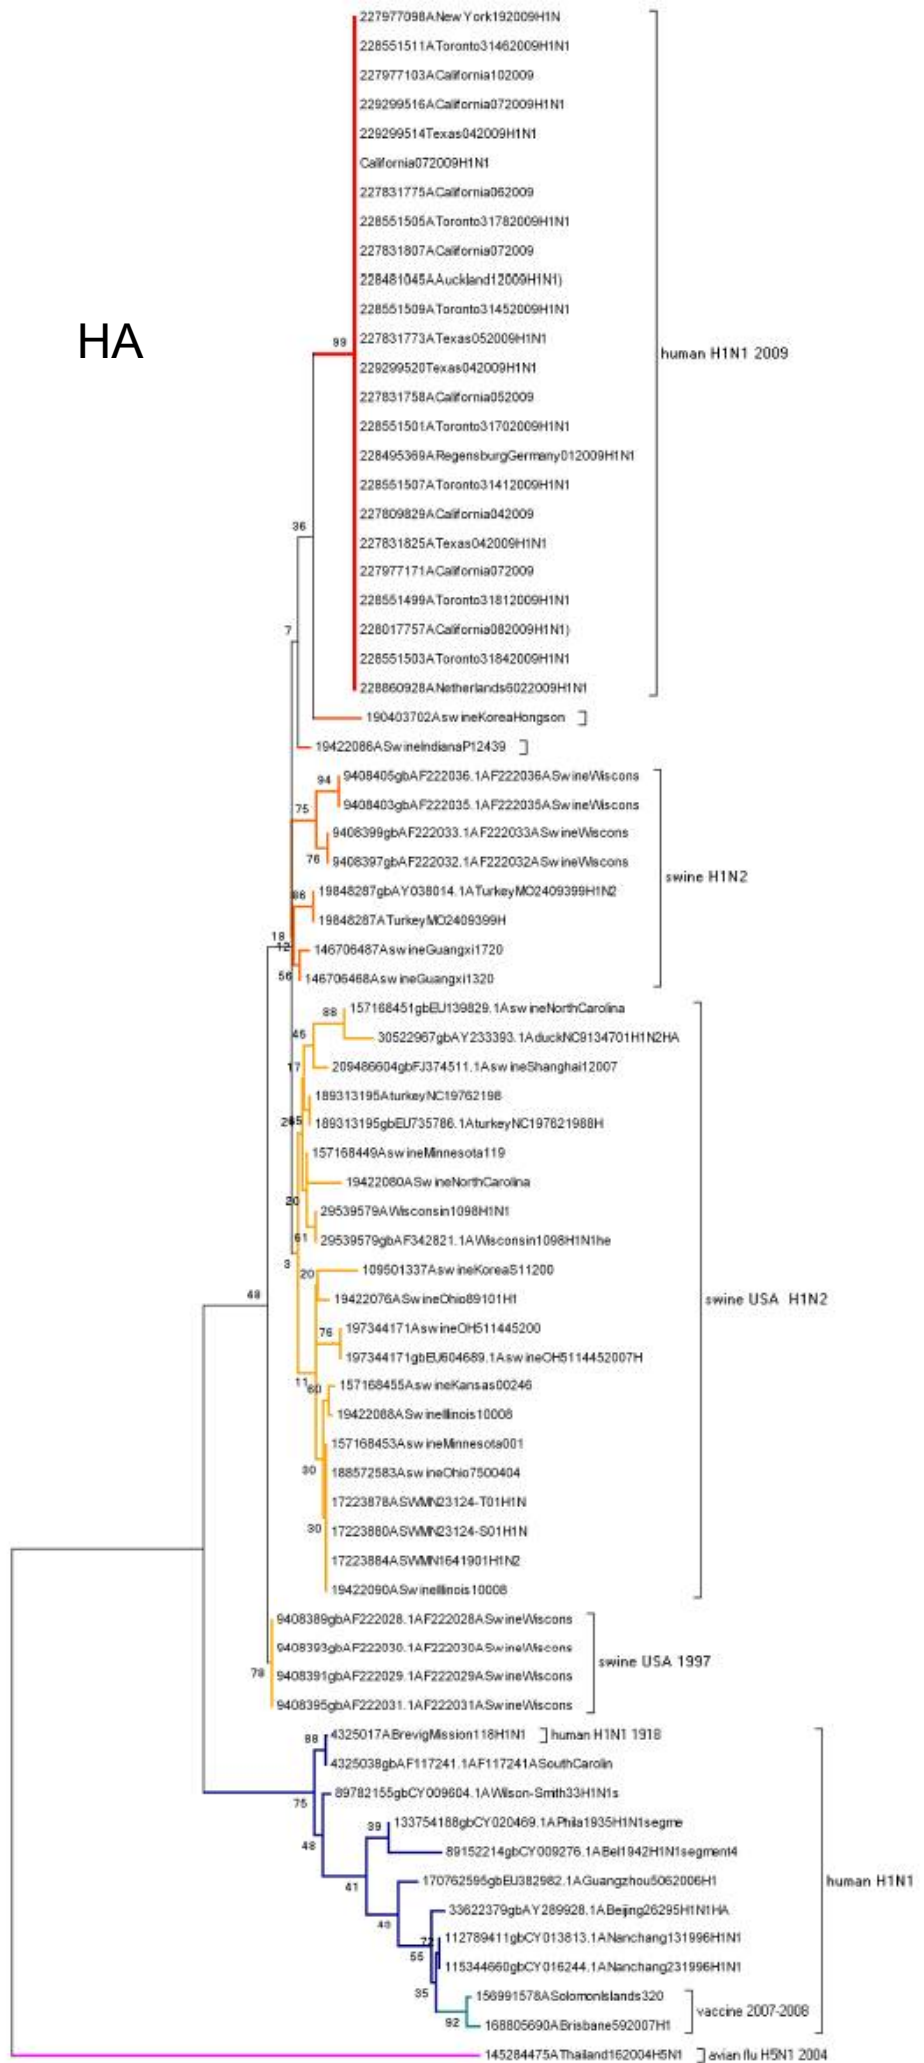 HA
227977098ANew York192009H1N
228551511AToronto31462009H1N1
227977103ACalifornia102009
229299516ACalifornia072009H1N1
229299514Texas042009H1N1
California072009H1N1
227831775ACalifornia062009
228551505AToronto31782009H1N1
227831807ACalifornia072009
228481045AAuckland12009H1N1)
228551509AToronto31452009H1N1
99
227831773ATexas052009H1N1
human H1N1 2009
229299520Texas042009H1N1
227831758ACalifornia052009
228551501AToronto31702009H1N1
228495369ARegensburgGermany012009H1N1
228551507AToronto31412009H1N1
227809829ACalifornia042009
36
227831825ATexas042009H1N1
227977171ACalifornia072009
228551499AToronto31812009H1N1
7
228017757ACalifornia082009H1N1)
228551503AToronto31842009H1N1
228860928ANetherlands6022009H1N1
190403702AswineKoreaHongson
19422086ASwineIndianaP12439
94
9408405gbAF222036.1AF222036ASwineWiscons
75
9408403gbAF222035.1AF222035ASwineWiscons
9408399gbAF222033.1AF222033ASwineWiscons
76
9408397gbAF222032.1AF222032ASwineWiscons
swine H1N2
86
19848287gbAY038014.1ATurkeyMO2409399H1N2
19848287ATurkeyMO2409399H
18
12
146706487AswineGuangxi1720
56
146706468AswineGuangxi1320
88
157168451gbEU139829.1AswineNorthCarolina
46
30522967gbAY233393.1AduckNC9134701H1N2HA
17
209486604gbFJ374511.1AswineShanghai12007
189313195AturkeyNC19762198
189313195gbEU735786.1AturkeyNC197621988H
157168449AswineMinnesota119
19422080ASwineNorthCarolina
20
29539579AWisconsin1098H1N1
61
29539579gbAF342821.1AWisconsin1098H1N1he
3
20
109501337AswineKoreaS11200
48
19422076ASwineOhio89101H1
swine USA H1N2
76
197344171AswineOH511445200
197344171gbEU604689.1AswineOH5114452007H
11
60
157168455AswineKansas00246
19422088ASwineIllinois10008
157168453AswineMinnesota001
30
188572583AswineOhio7500404
17223878ASWMN23124-T01H1N
30
17223880ASWMN23124-S01H1N
17223884ASWMN1641901H1N2
19422090ASwineIllinois10008
9408389gbAF222028.1AF222028ASwineWiscons
9408393gbAF222030.1AF222030ASwineWiscons
swine USA 1997
78
9408391gbAF222029.1AF222029ASwineWiscons
9408395gbAF222031.1AF222031ASwineWiscons
88
4325017ABrevigMission118H1N1
human H1N1 1918
4325038gbAF117241.1AF117241ASouthCarolin
75
89782155gbCY009604.1AWilson-Smith33H1N1s
39
133754188gbCY020469.1APhila1935H1N1segme
48
89152214gbCY009276.1ABel1942H1N1segment4
41
170762595gbEU382982.1AGuangzhou5062006H1
human H1N1
40
33622379gbAY289928.1ABeijing26295H1N1HA
72
112789411gbCY013813.1ANanchang131996H1N1
55
115344660gbCY016244.1ANanchang231996H1N1
35
156991578ASolomonIslands320
vaccine 2007-2008
92
168805690ABrisbane592007H1
145284475AThailand162004H5N1
avian flu H5N1 2004